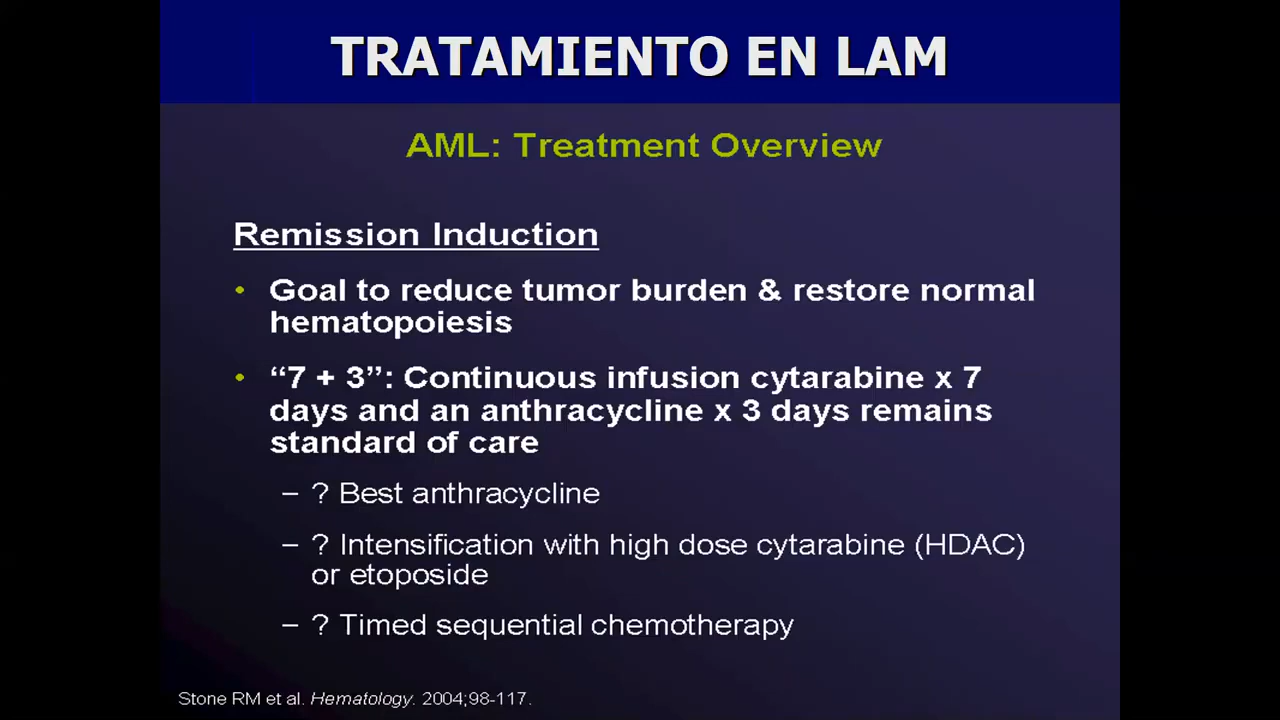 TRATAMIENTO EN LAM
AML: Treatment Overview
Remission Induction
• Goal to reduce tumor burden & restore normal
hematopoiesis
• “7 + 3”: Continuous infusion cytarabine x 7
days and an anthracycline x 3 days remains
standard of care
– ? Best anthracycline
– ? Intensification with high dose cytarabine (HDAC)
or etoposide
– ? Timed sequential chemotherapy
Stone RM et al. Hematology. 2004;98-117.